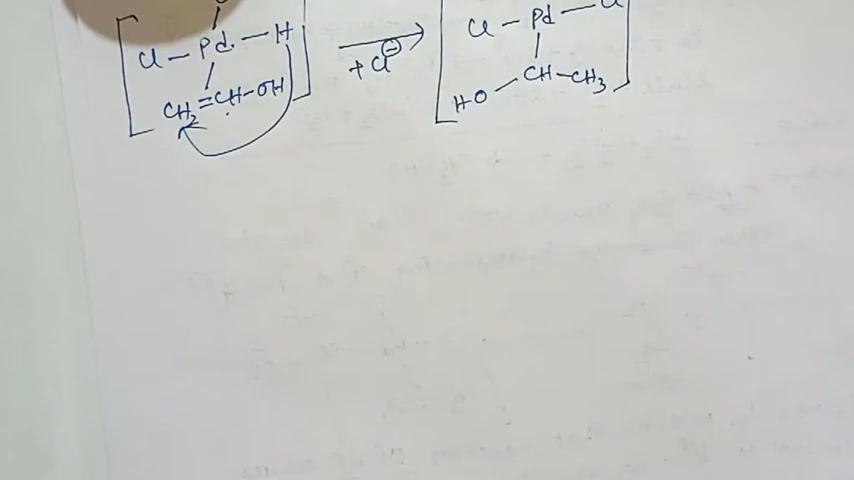 Cl – Pd – H
CH2 = CH – OH
+ Cl⊖
Cl – Pd – Cl
HO – CH – CH3